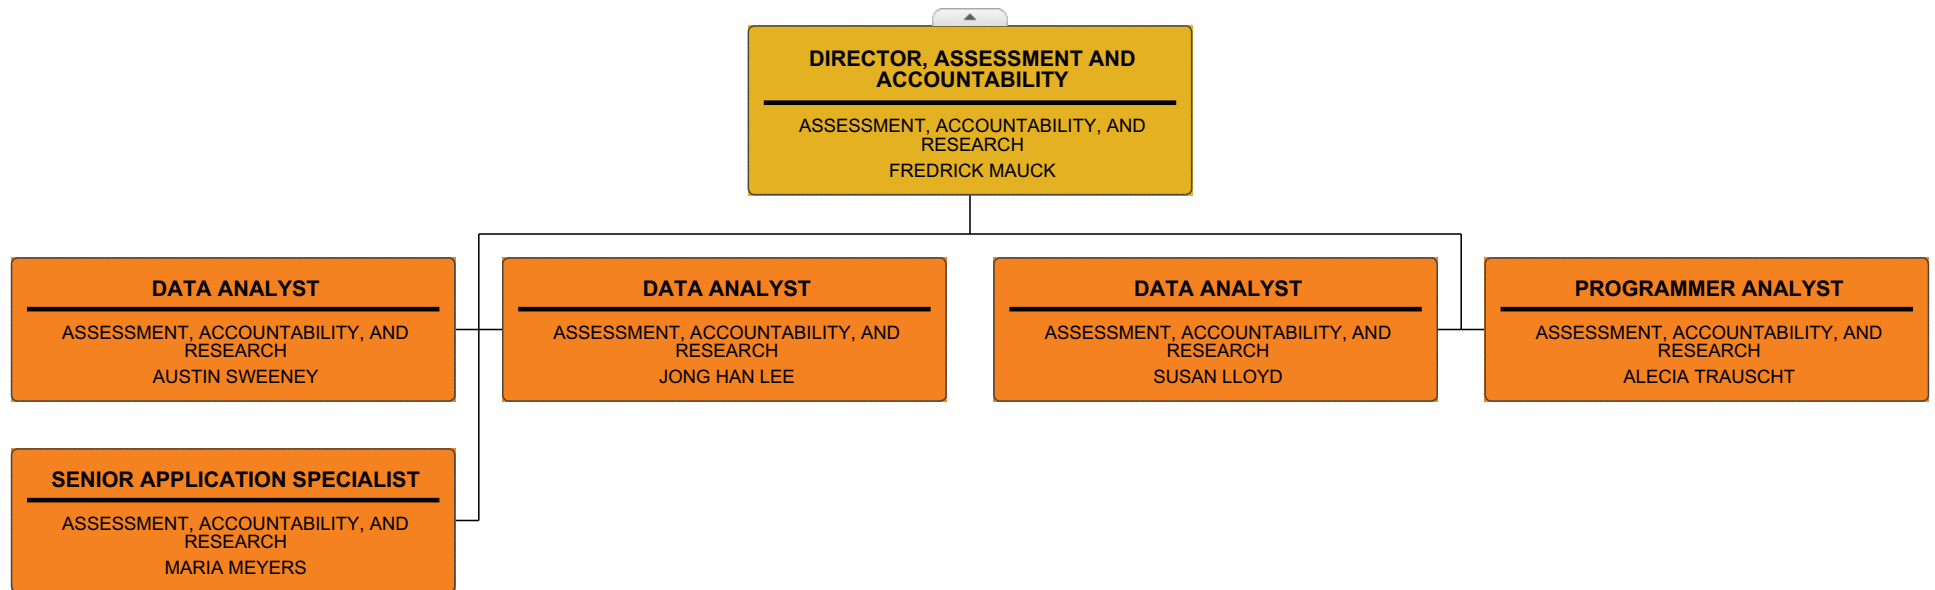 DIRECTOR, ASSESSMENT AND
ACCOUNTABILITY
ASSESSMENT, ACCOUNTABILITY, AND
RESEARCH
FREDRICK MAUCK
DATA ANALYST
ASSESSMENT, ACCOUNTABILITY, AND
RESEARCH
AUSTIN SWEENEY
DATA ANALYST
ASSESSMENT, ACCOUNTABILITY, AND
RESEARCH
JONG HAN LEE
DATA ANALYST
ASSESSMENT, ACCOUNTABILITY, AND
RESEARCH
SUSAN LLOYD
PROGRAMMER ANALYST
ASSESSMENT, ACCOUNTABILITY, AND
RESEARCH
ALECIA TRAUSCHT
SENIOR APPLICATION SPECIALIST
ASSESSMENT, ACCOUNTABILITY, AND
RESEARCH
MARIA MEYERS